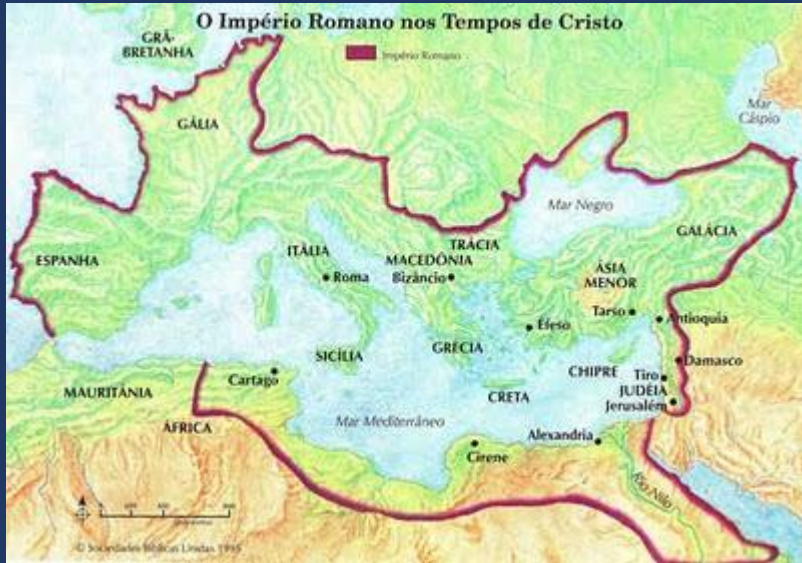 O Império Romano nos Tempos de Cristo
Império Romano
GRÃ-
BRETANHA
Mar
Cáspio
GÁLIA
Mar Negro
GALÁCIA
TRÁCIA
ITÁLIA
MACEDÔNIA
ESPANHA
Roma
Bizâncio
ÁSIA
MENOR
Tarso
Antioquia
Éfeso
GRÉCIA
SICÍLIA
Damasco
CHIPRE
Tiro
Cartago
JUDÉIA
MAURITÂNIA
CRETA
Jerusalém
ÁFRICA
Mar Mediterrâneo
Alexandria
Cirene
Rio Nilo
© Sociedades Bíblicas Unidas 1995